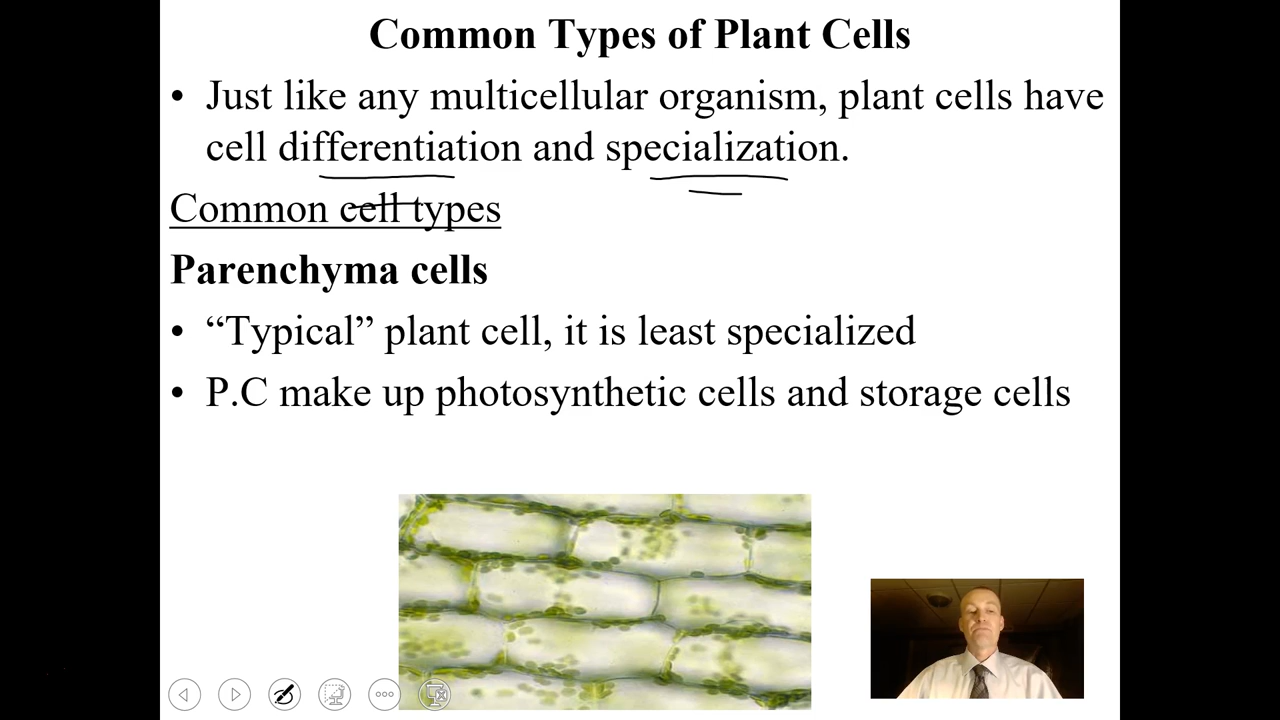 Common Types of Plant Cells
• Just like any multicellular organism, plant cells have
cell differentiation and specialization.
Common cell types
Parenchyma cells
• “Typical” plant cell, it is least specialized
• P.C make up photosynthetic cells and storage cells